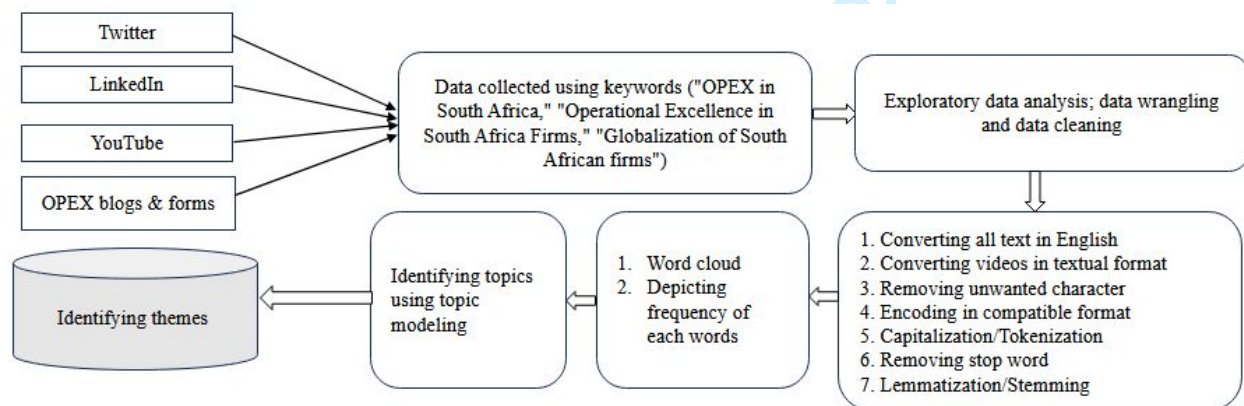 Twitter
LinkedIn
YouTube
OPEX blogs & forms
Data collected using keywords ("OPEX in
South Africa," "Operational Excellence in
South Africa Firms," "Globalization of South
African firms")
Exploratory data analysis; data wrangling
and data cleaning
1. Converting all text in English
2. Converting videos in textual format
3. Removing unwanted character
4. Encoding in compatible format
5. Capitalization/Tokenization
6. Removing stop word
7. Lemmatization/Stemming
1. Word cloud
2. Depicting
frequency of
each words
Identifying topics
using topic
modeling
Identifying themes